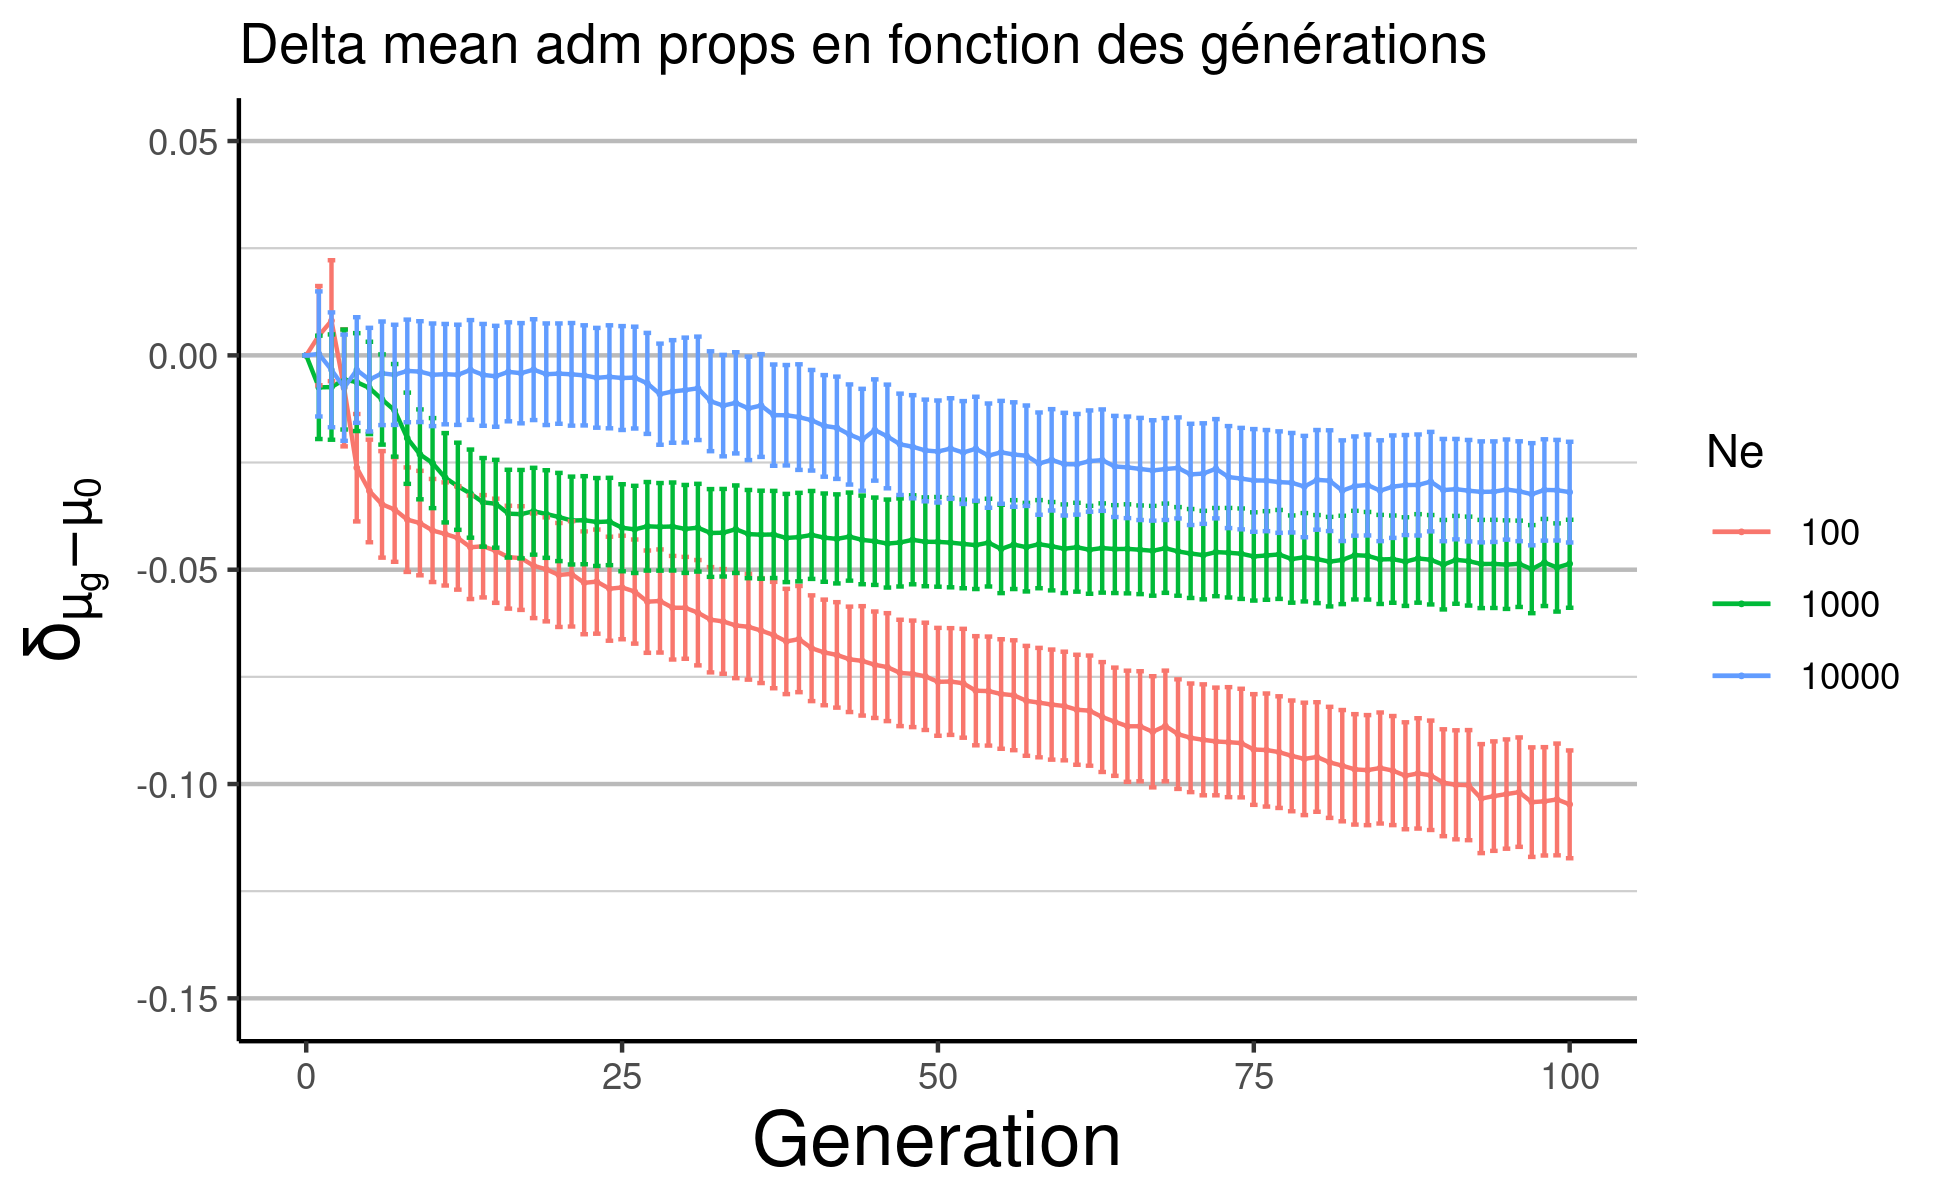 Delta mean adm props en fonction des générations
δμg−μ0
0.05
0.00
-0.05
-0.10
-0.15
0 25 50 75 100
Generation
Ne
100
1000
10000